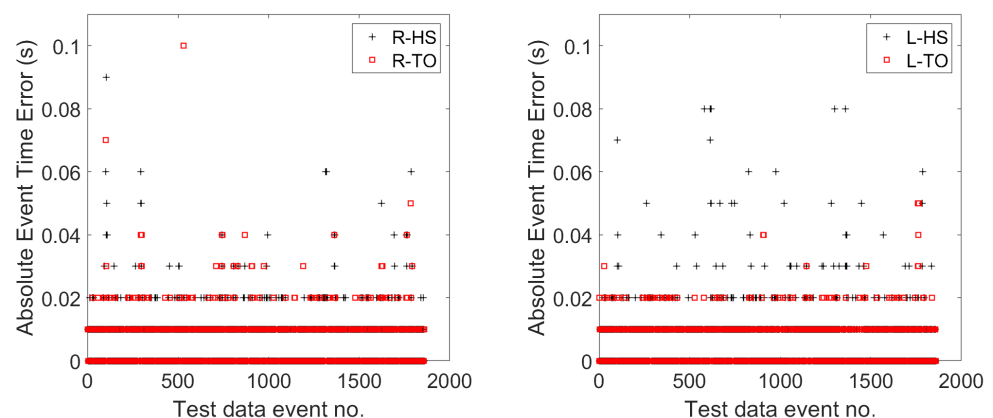 0.1
0.08
0.06
0.04
0.02
0
Absolute Event Time Error (s)
R-HS
R-TO
0
500
1000
1500
2000
Test data event no.
0.1
0.08
0.06
0.04
0.02
0
Absolute Event Time Error (s)
L-HS
L-TO
0
500
1000
1500
2000
Test data event no.